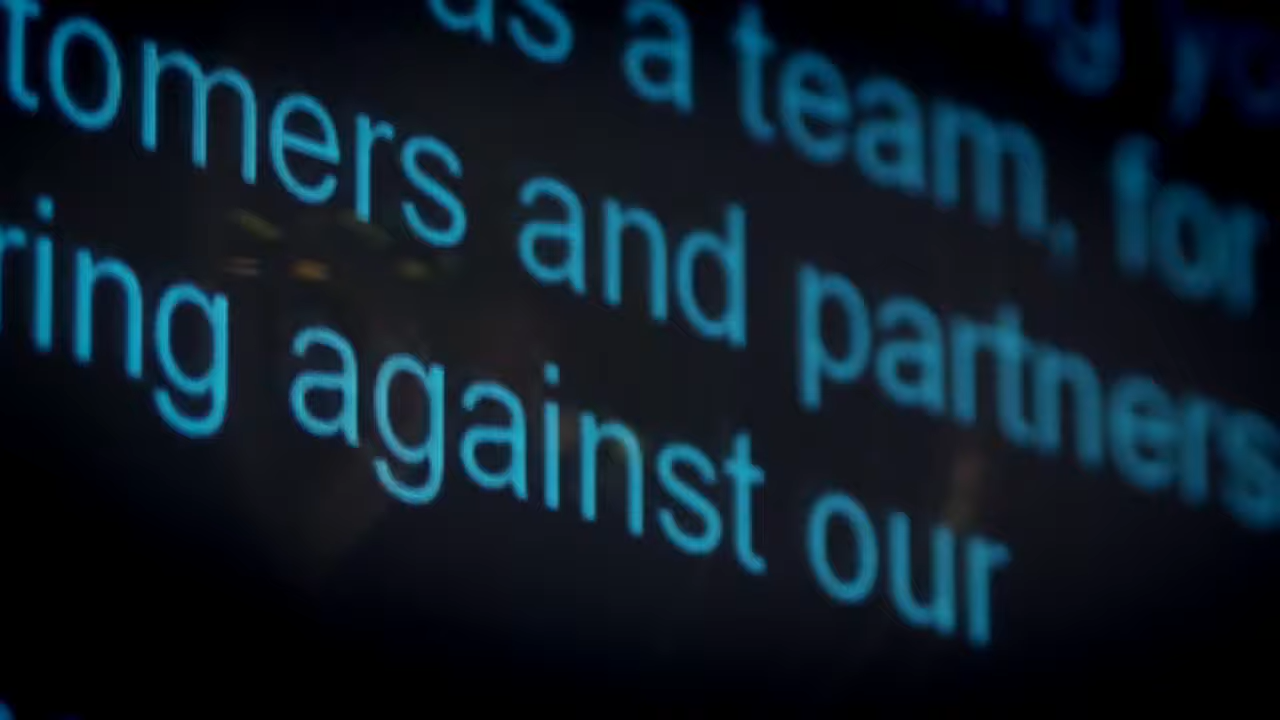 as a team, for
tomers and partners
ring against our